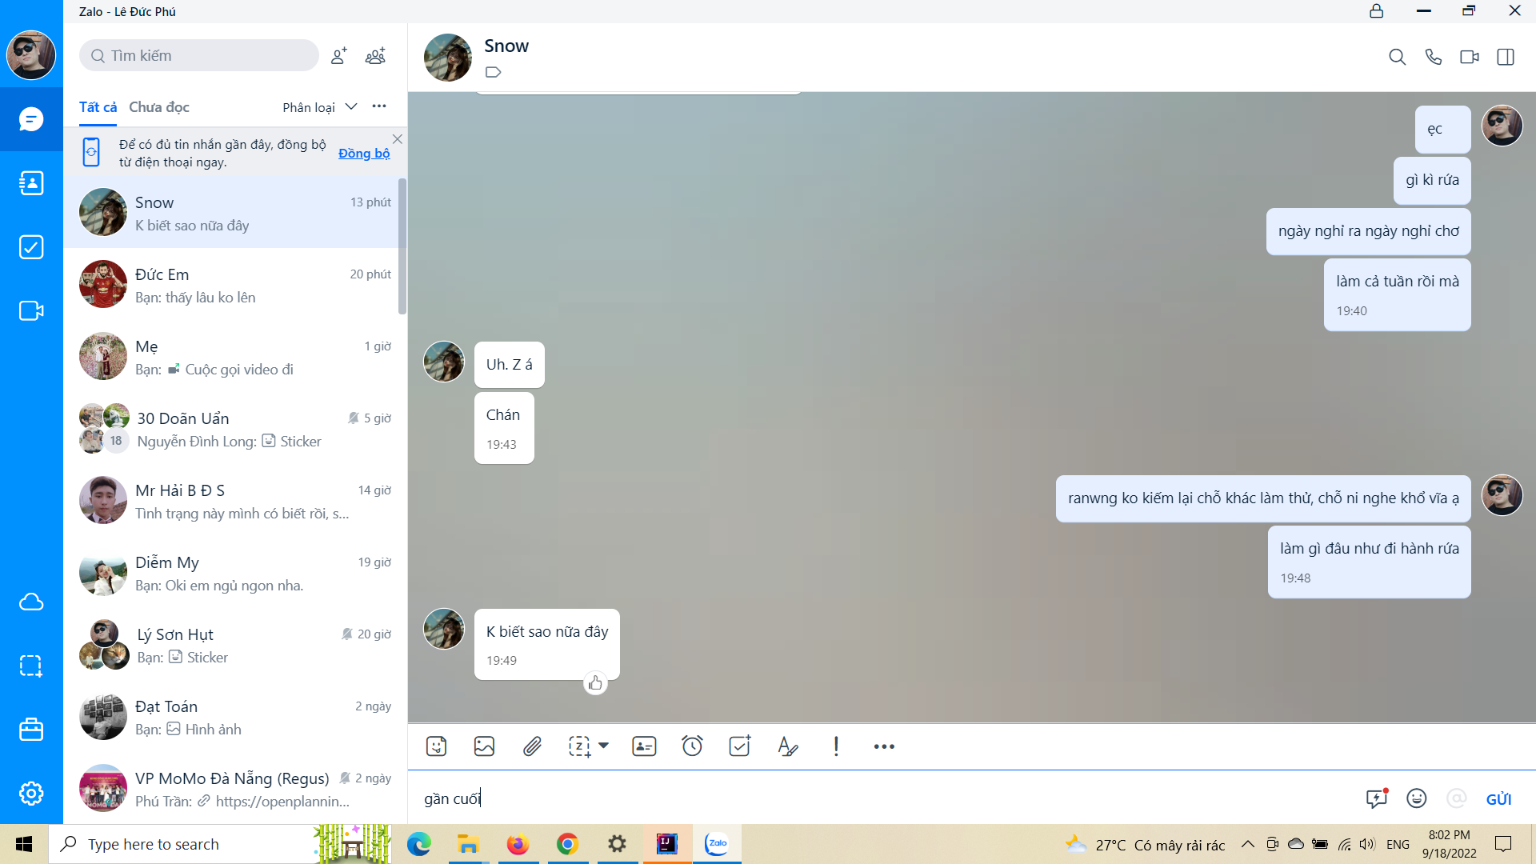 Zalo - Lê Đức Phú
Tìm kiếm
Tất cả
Chưa đọc
Phân loại
Để có đủ tin nhắn gần đây, đồng bộ
từ điện thoại ngay.
Đồng bộ
Snow
13 phút
K biết sao nữa đây
Đức Em
20 phút
Bạn: thấy lâu ko lên
Mẹ
1 giờ
Bạn: Cuộc gọi video đi
30 Doãn Uẩn
5 giờ
18
Nguyễn Đình Long: Sticker
Mr Hải B Đ S
14 giờ
Tình trạng này mình có biết rồi, s...
Diễm My
19 giờ
Bạn: Oki em ngủ ngon nha.
Lý Sơn Hụt
20 giờ
Bạn: Sticker
Đạt Toán
2 ngày
Bạn: Hình ảnh
VP MoMo Đà Nẵng (Regus)
2 ngày
Phú Trần: https://openplannin...
Snow
ẹc
gì kì rứa
ngày nghỉ ra ngày nghỉ chơ
làm cả tuần rồi mà
19:40
Uh. Z á
Chán
19:43
ranwng ko kiếm lại chỗ khác làm thử, chỗ ni nghe khổ vĩa ạ
làm gì đâu như đi hành rứa
19:48
K biết sao nữa đây
19:49
gần cuối
GỬI
Type here to search
IJ
Zalo
27°C Có mây rải rác
ENG
8:02 PM
9/18/2022